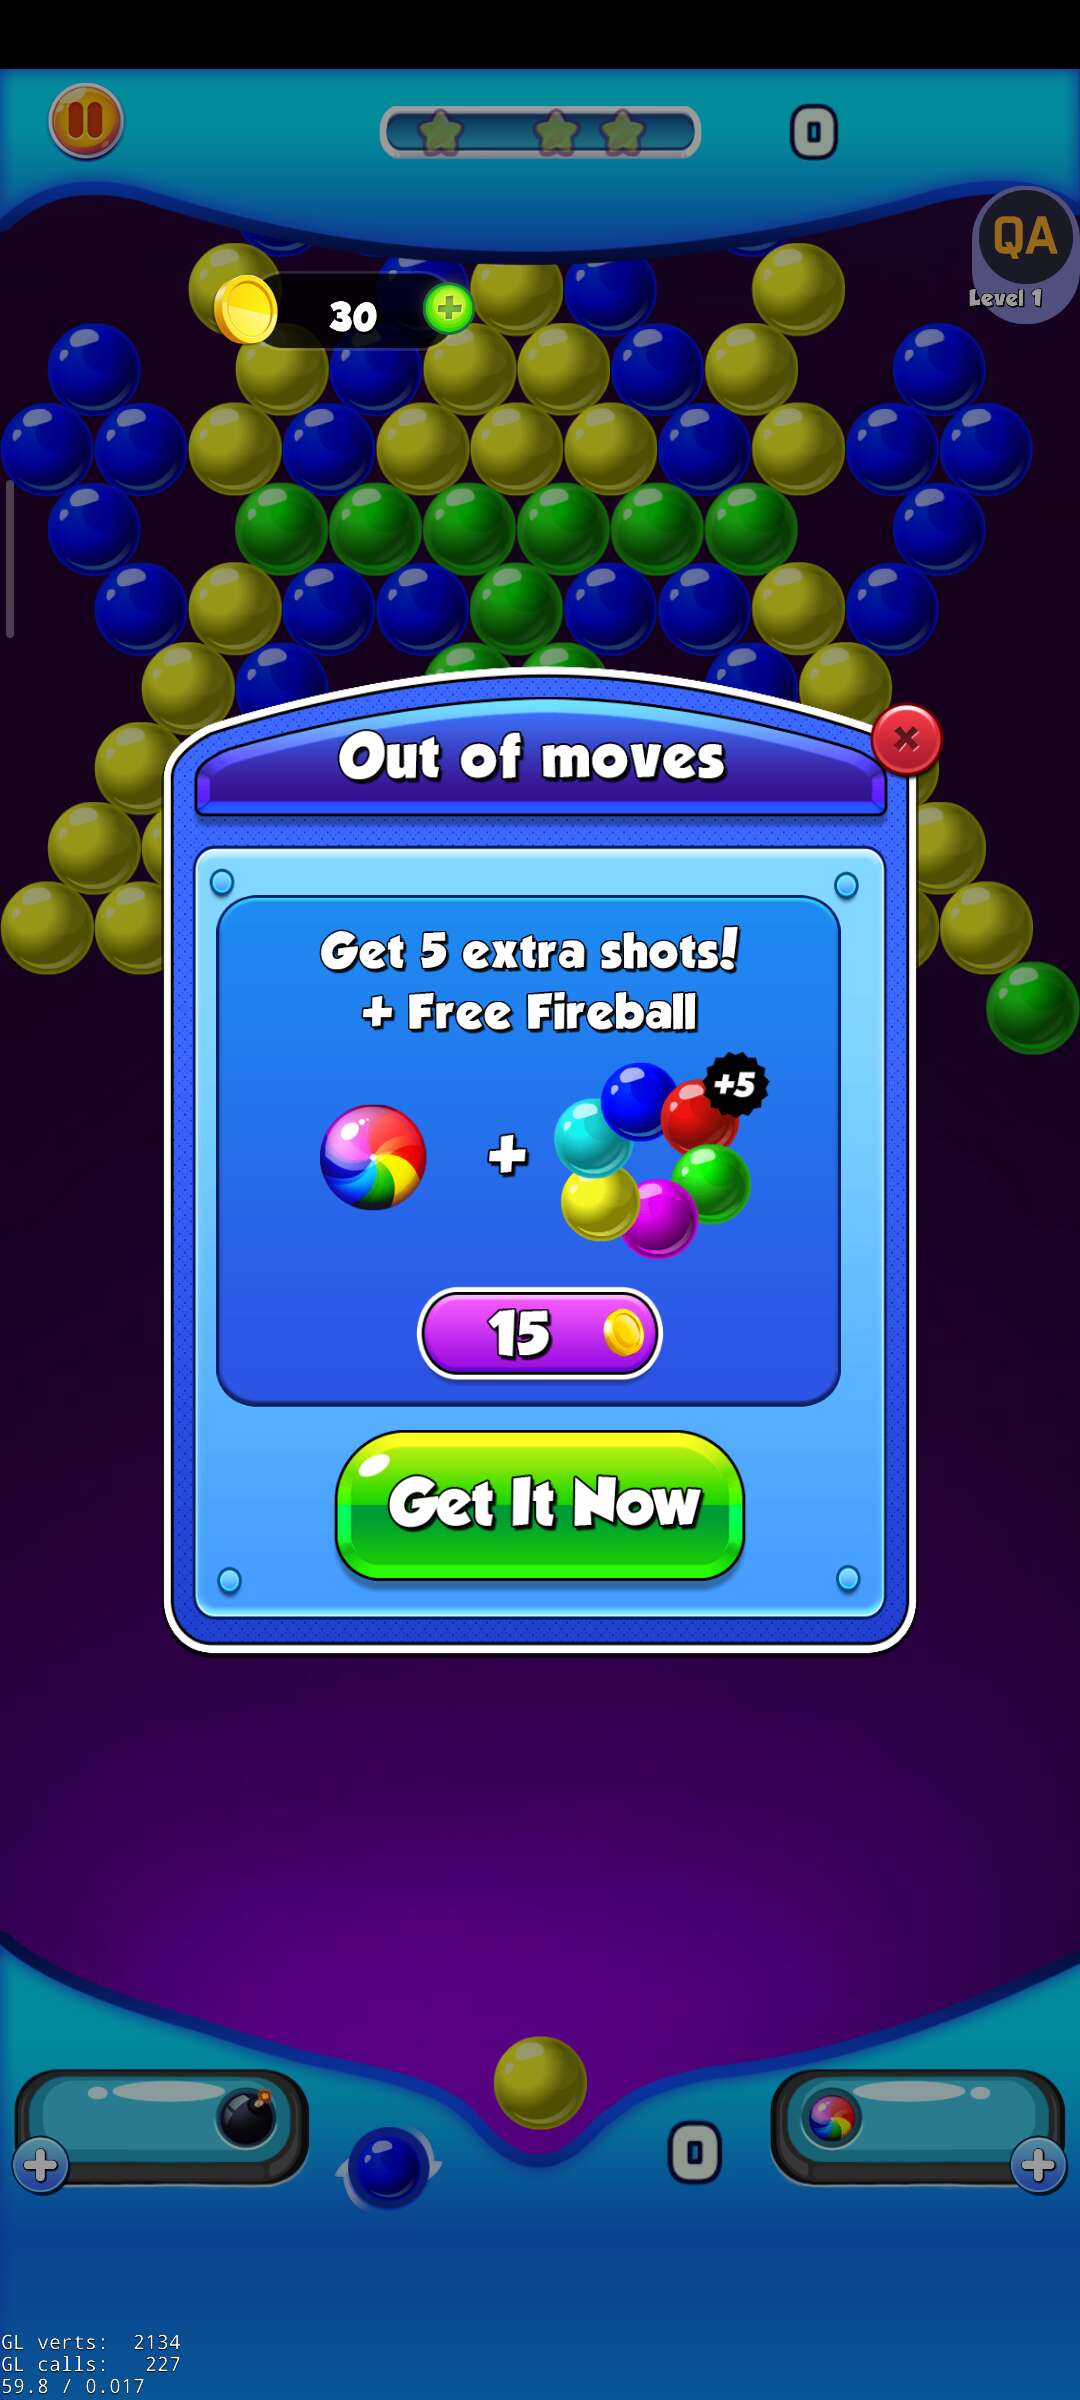 0
QA
Level 1
30
Out of moves
Get 5 extra shots!
+ Free Fireball
+5
+
15
Get It Now
0
GL verts: 2134
GL calls: 227
59.8 / 0.017